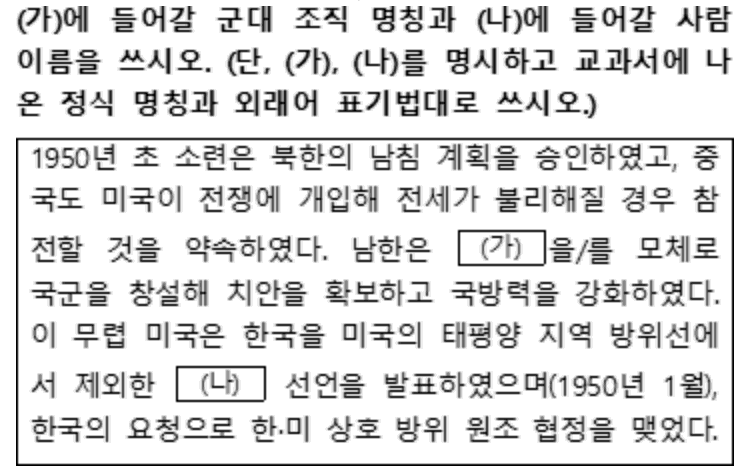 (가)에 들어갈 군대 조직 명칭과 (나)에 들어갈 사람
이름을 쓰시오. (단, (가), (나)를 명시하고 교과서에 나
온 정식 명칭과 외래어 표기법대로 쓰시오.)
1950년 초 소련은 북한의 남침 계획을 승인하였고, 중
국도 미국이 전쟁에 개입해 전세가 불리해질 경우 참
전할 것을 약속하였다. 남한은 (가) 을/를 모체로
국군을 창설해 치안을 확보하고 국방력을 강화하였다.
이 무렵 미국은 한국을 미국의 태평양 지역 방위선에
서 제외한 (나) 선언을 발표하였으며(1950년 1월),
한국의 요청으로 한·미 상호 방위 원조 협정을 맺었다.